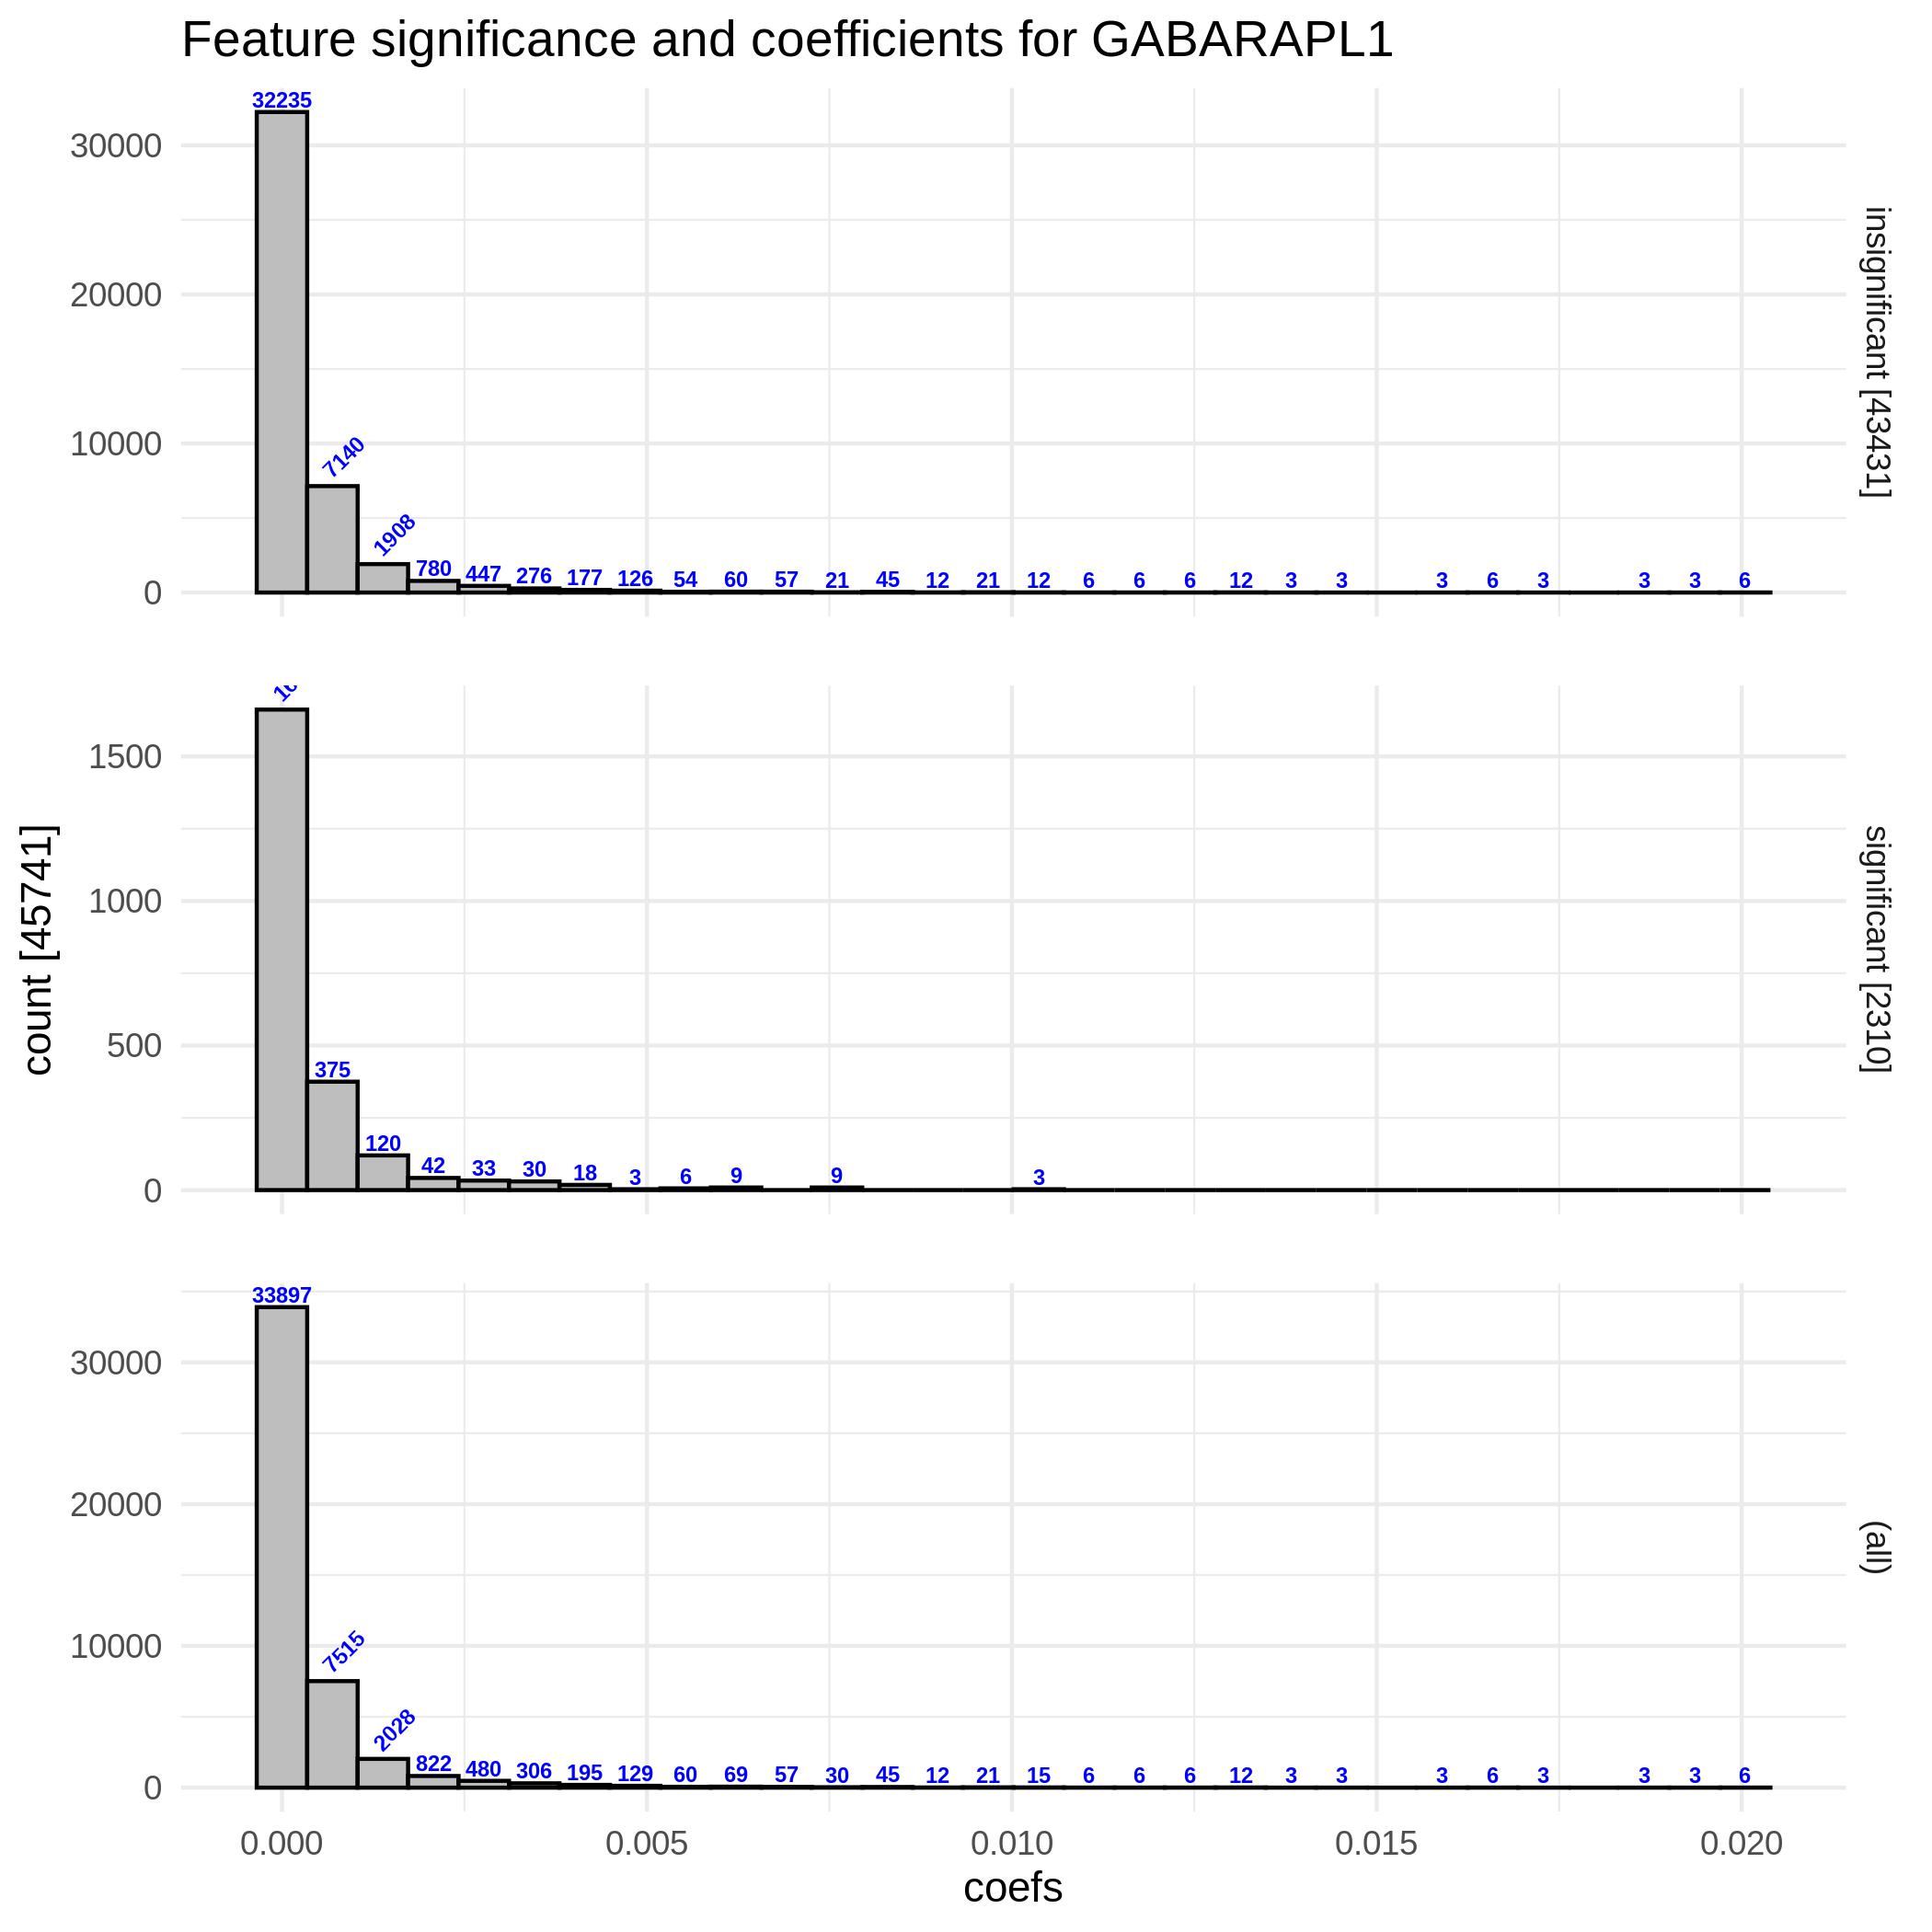 Feature significance and coefficients for GABARAPL1
32235
30000
20000
10000
7140
1908
780 447 276 177 126 54 60 57 21 45 12 21 12 6 6 6 12 3 3 3 6 3 3 3 6
0
insignificant [43431]
1500
1000
500
375
120
42 33 30 18 3 6 9 9 3
0
significant [2310]
count [45741]
33897
30000
20000
10000
7515
2028
822 480 306 195 129 60 69 57 30 45 12 21 15 6 6 6 12 3 3 3 6 3 3 3 6
0
(all)
0.000 0.005 0.010 0.015 0.020
coefs